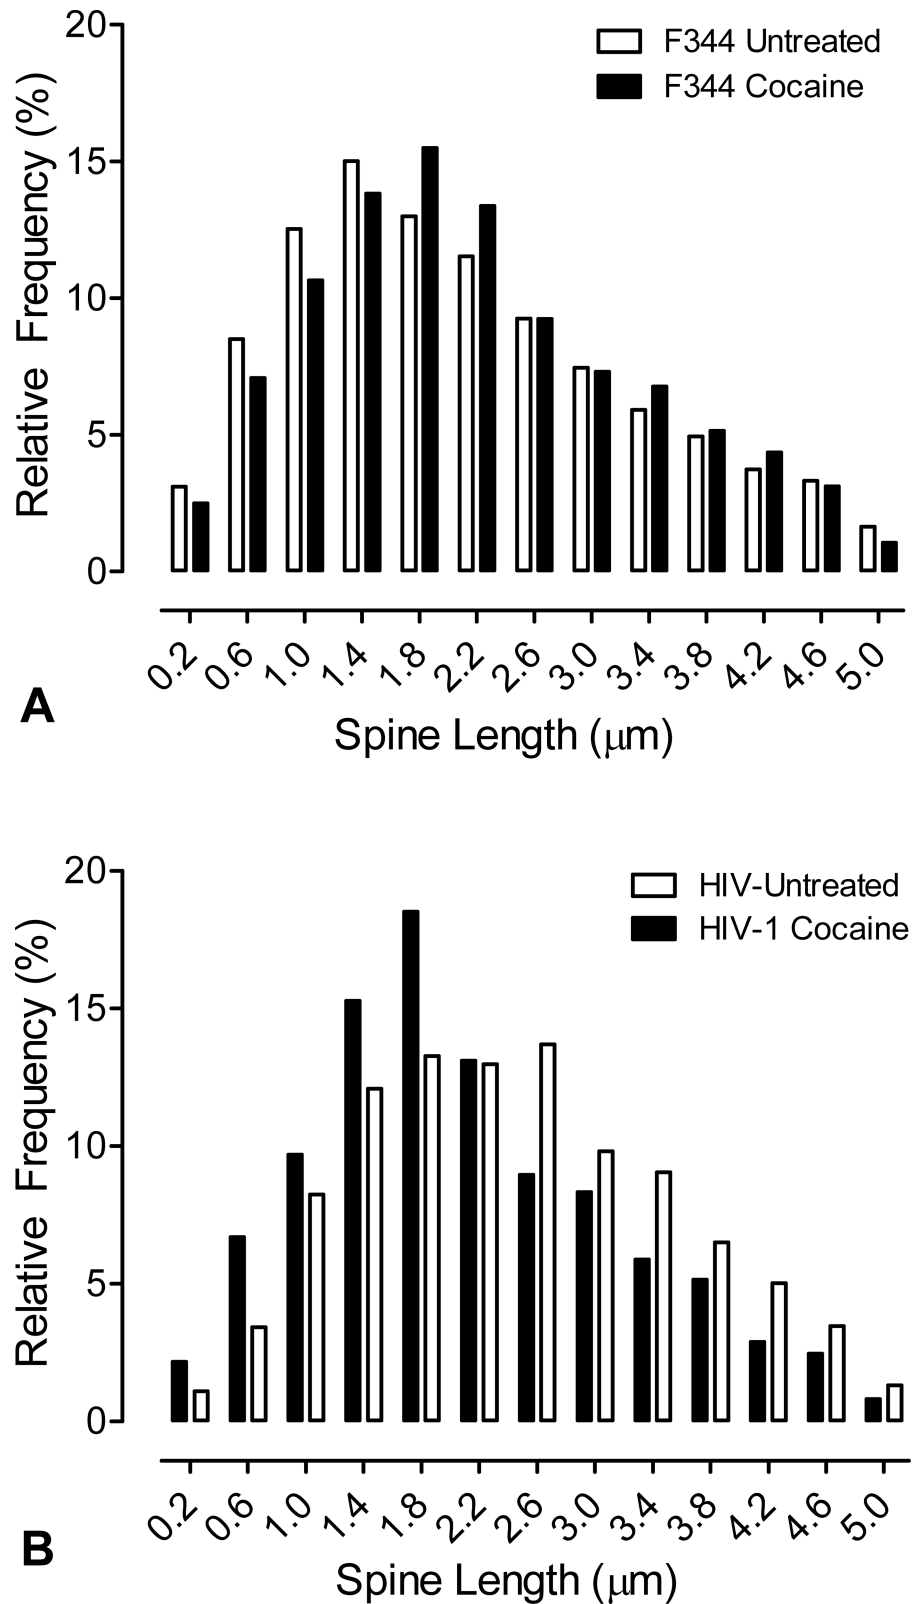 20
15
10
5
0
Relative Frequency (%)
F344 Untreated
F344 Cocaine
0.2 0.6 1.0 1.4 1.8 2.2 2.6 3.0 3.4 3.8 4.2 4.6 5.0
A
Spine Length (μm)
20
15
10
5
0
Relative Frequency (%)
HIV-Untreated
HIV-1 Cocaine
0.2 0.6 1.0 1.4 1.8 2.2 2.6 3.0 3.4 3.8 4.2 4.6 5.0
B
Spine Length (μm)